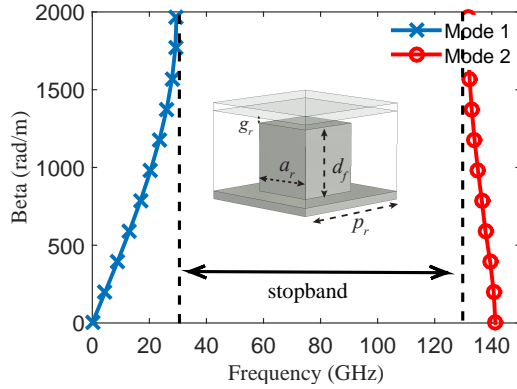 2000
1500
1000
500
0
Beta (rad/m)
Mode 1
Mode 2
g_r
a_r
d_f
p_r
stopband
0 20 40 60 80 100 120 140
Frequency (GHz)